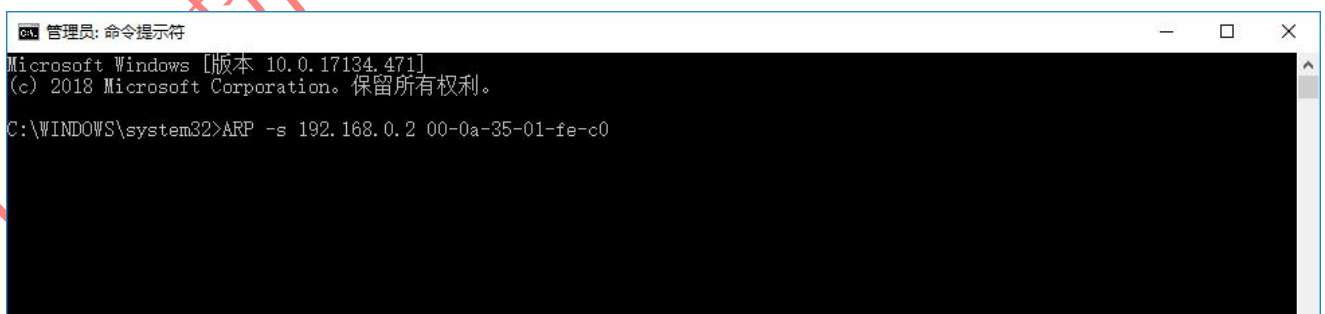 管理员: 命令提示符
Microsoft Windows [版本 10.0.17134.471]
(c) 2018 Microsoft Corporation。保留所有权利。
C:\WINDOWS\system32>ARP -s 192.168.0.2 00-0a-35-01-fe-c0